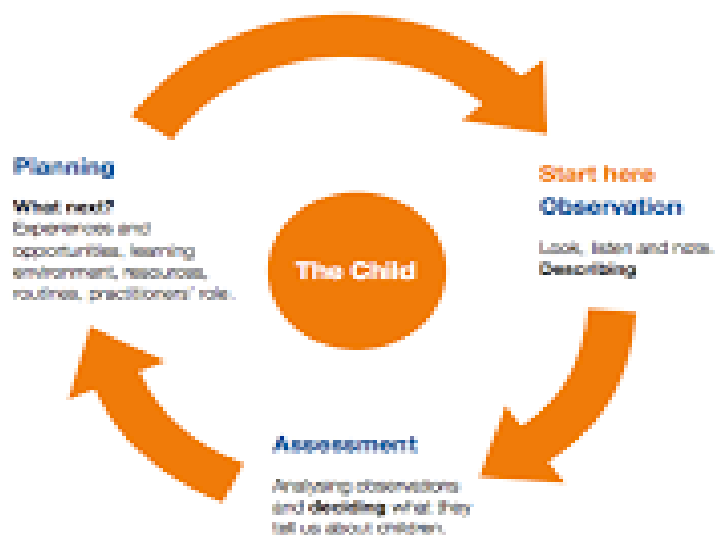 Planning
What next?
Experiences and
opportunities, learning
environment, resources,
routines, practitioners' role.
The Child
Start here
Observation
Look, listen and note.
Describing
Assessment
Analysing observations
and deciding what they
tell us about children.